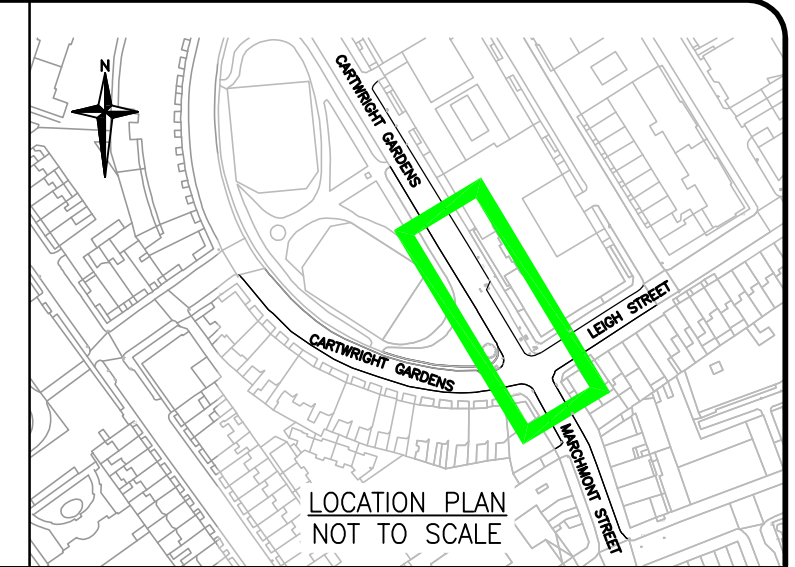 N
CARTWRIGHT GARDENS
LEIGH STREET
CARTWRIGHT GARDENS
MARCHMONT STREET
LOCATION PLAN
NOT TO SCALE